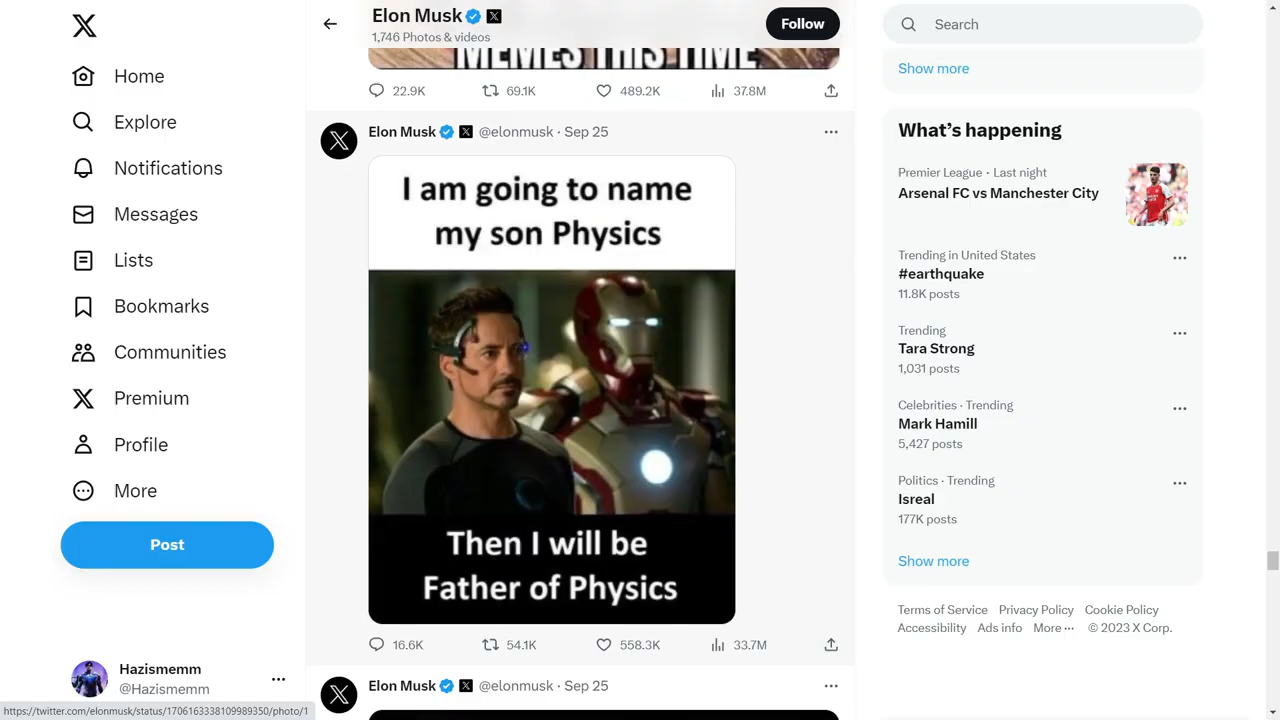 Home
Explore
Notifications
Messages
Lists
Bookmarks
Communities
Premium
Profile
More
Post
Hazismemm
@Hazismemm
https://twitter.com/elonmusk/status/1706163338109989350/photo/1
Elon Musk
1,746 Photos & videos
Follow
MEMES THIS TIME
22.9K 69.1K 489.2K 37.8M
Elon Musk @elonmusk · Sep 25
I am going to name
my son Physics
Then I will be
Father of Physics
16.6K 54.1K 558.3K 33.7M
Elon Musk @elonmusk · Sep 25
Search
Show more
What’s happening
Premier League · Last night
Arsenal FC vs Manchester City
Trending in United States
#earthquake
11.8K posts
Trending
Tara Strong
1,031 posts
Celebrities · Trending
Mark Hamill
5,427 posts
Politics · Trending
Isreal
177K posts
Show more
Terms of Service Privacy Policy Cookie Policy
Accessibility Ads info More ··· © 2023 X Corp.